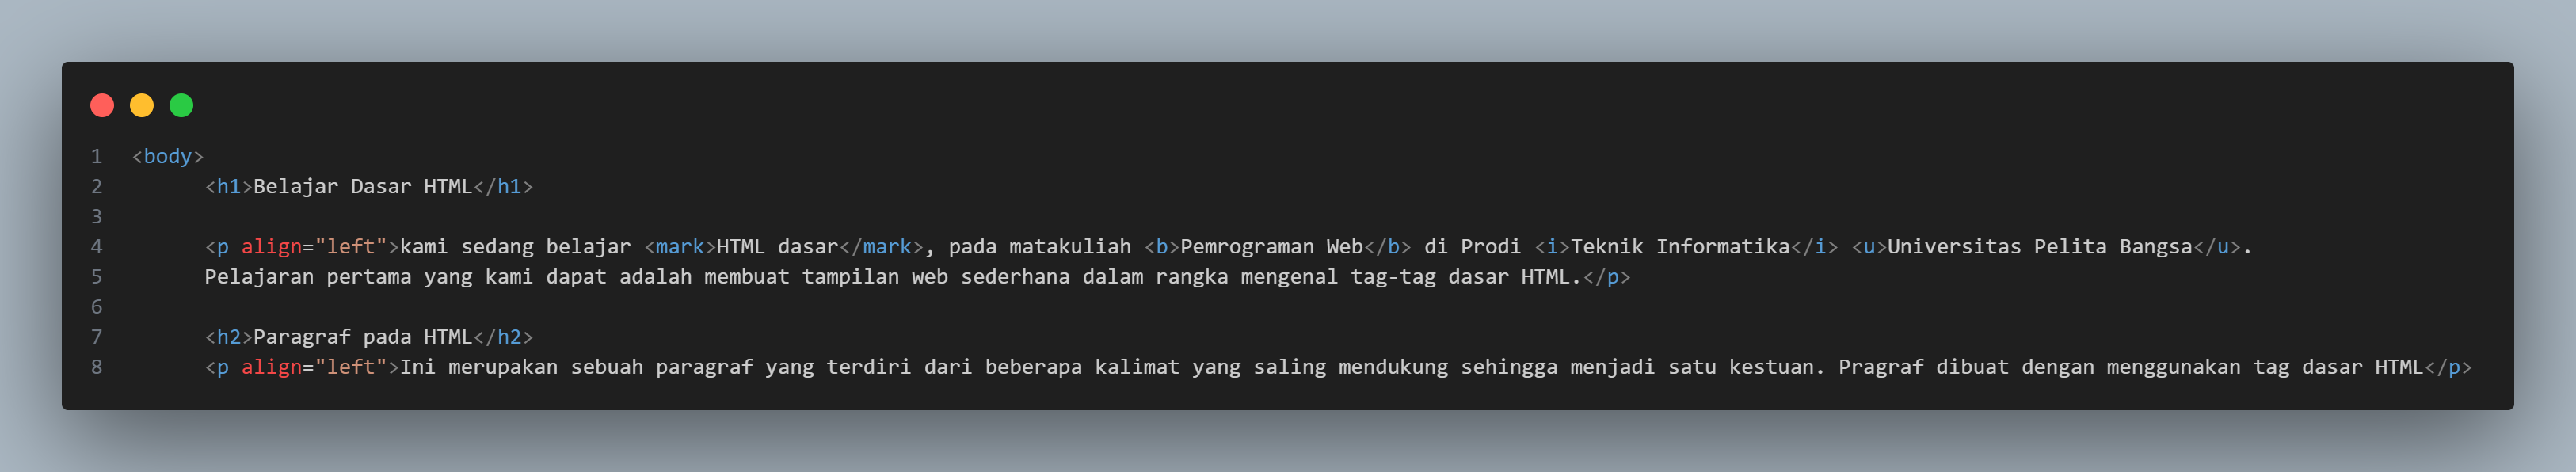 1 <body>
2 <h1>Belajar Dasar HTML</h1>
3
4 <p align="left">kami sedang belajar <mark>HTML dasar</mark>, pada matakuliah <b>Pemrograman Web</b> di Prodi <i>Teknik Informatika</i> <u>Universitas Pelita Bangsa</u>.
5 Pelajaran pertama yang kami dapat adalah membuat tampilan web sederhana dalam rangka mengenal tag-tag dasar HTML.</p>
6
7 <h2>Paragraf pada HTML</h2>
8 <p align="left">Ini merupakan sebuah paragraf yang terdiri dari beberapa kalimat yang saling mendukung sehingga menjadi satu kestuan. Pragraf dibuat dengan menggunakan tag dasar HTML</p>